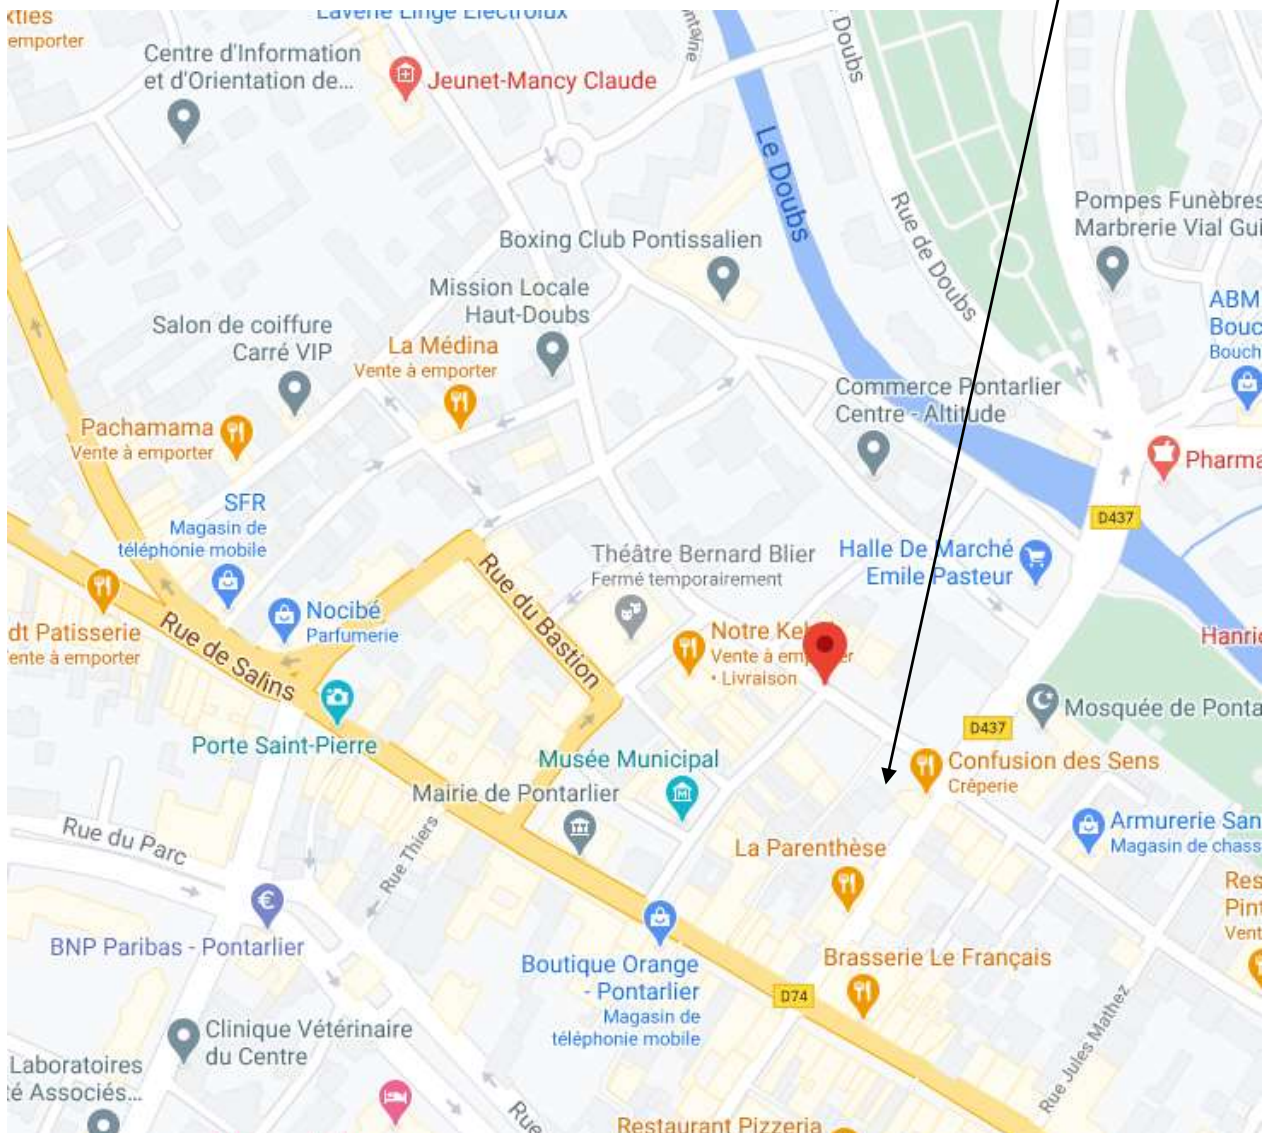 emporter
Laverie Linge Electrolux
Centre d'Information
et d'Orientation de...
Jeunet-Mancy Claude
Doubs
Le Doubs
Rue de Doubs
Pompes Funèbres
Marbrerie Vial Gui
Boxing Club Pontissalien
Mission Locale
Haut-Doubs
ABM
Bouc
Bouch
Salon de coiffure
Carré VIP
La Médina
Vente à emporter
Commerce Pontarlier
Centre - Altitude
Pachamama
Vente à emporter
Pharma
SFR
Magasin de
téléphonie mobile
D437
Théâtre Bernard Blier
Fermé temporairement
Halle De Marché
Emile Pasteur
Rue du Bastion
Nocibé
Parfumerie
dt Patisserie
ente à emporter
Rue de Salins
Notre Ke
Vente à emp er
• Livraison
Hanrie
Mosquée de Ponta
D437
Porte Saint-Pierre
Musée Municipal
Confusion des Sens
Crêperie
Mairie de Pontarlier
Armurerie San
Magasin de chass
Rue du Parc
Rue Thiers
La Parenthèse
Res
Pint
Vent
BNP Paribas - Pontarlier
Boutique Orange
- Pontarlier
Magasin de
téléphonie mobile
Brasserie Le Français
D74
Clinique Vétérinaire
du Centre
Rue Jules Mathez
Laboratoires
té Associés...
Rue
Restaurant Pizzeria